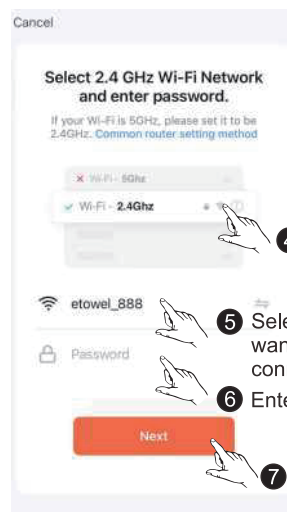 Cancel
Select 2.4 GHz Wi-Fi Network
and enter password.
If your Wi-Fi is 5GHz, please set it to be
2.4GHz. Common router setting method
Wi-Fi - 5Ghz
Wi-Fi - 2.4Ghz
4
etowel_888
5 Sele
wan
con
Password
6 Ente
Next
7